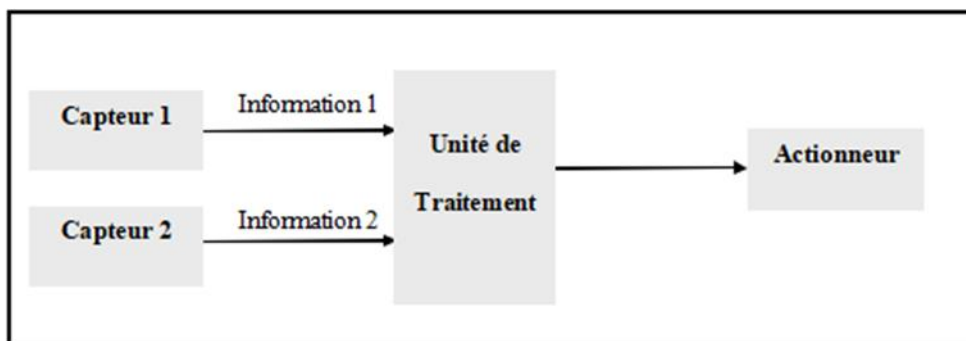 Capteur 1
Information 1
Unité de
Traitement
Actionneur
Capteur 2
Information 2